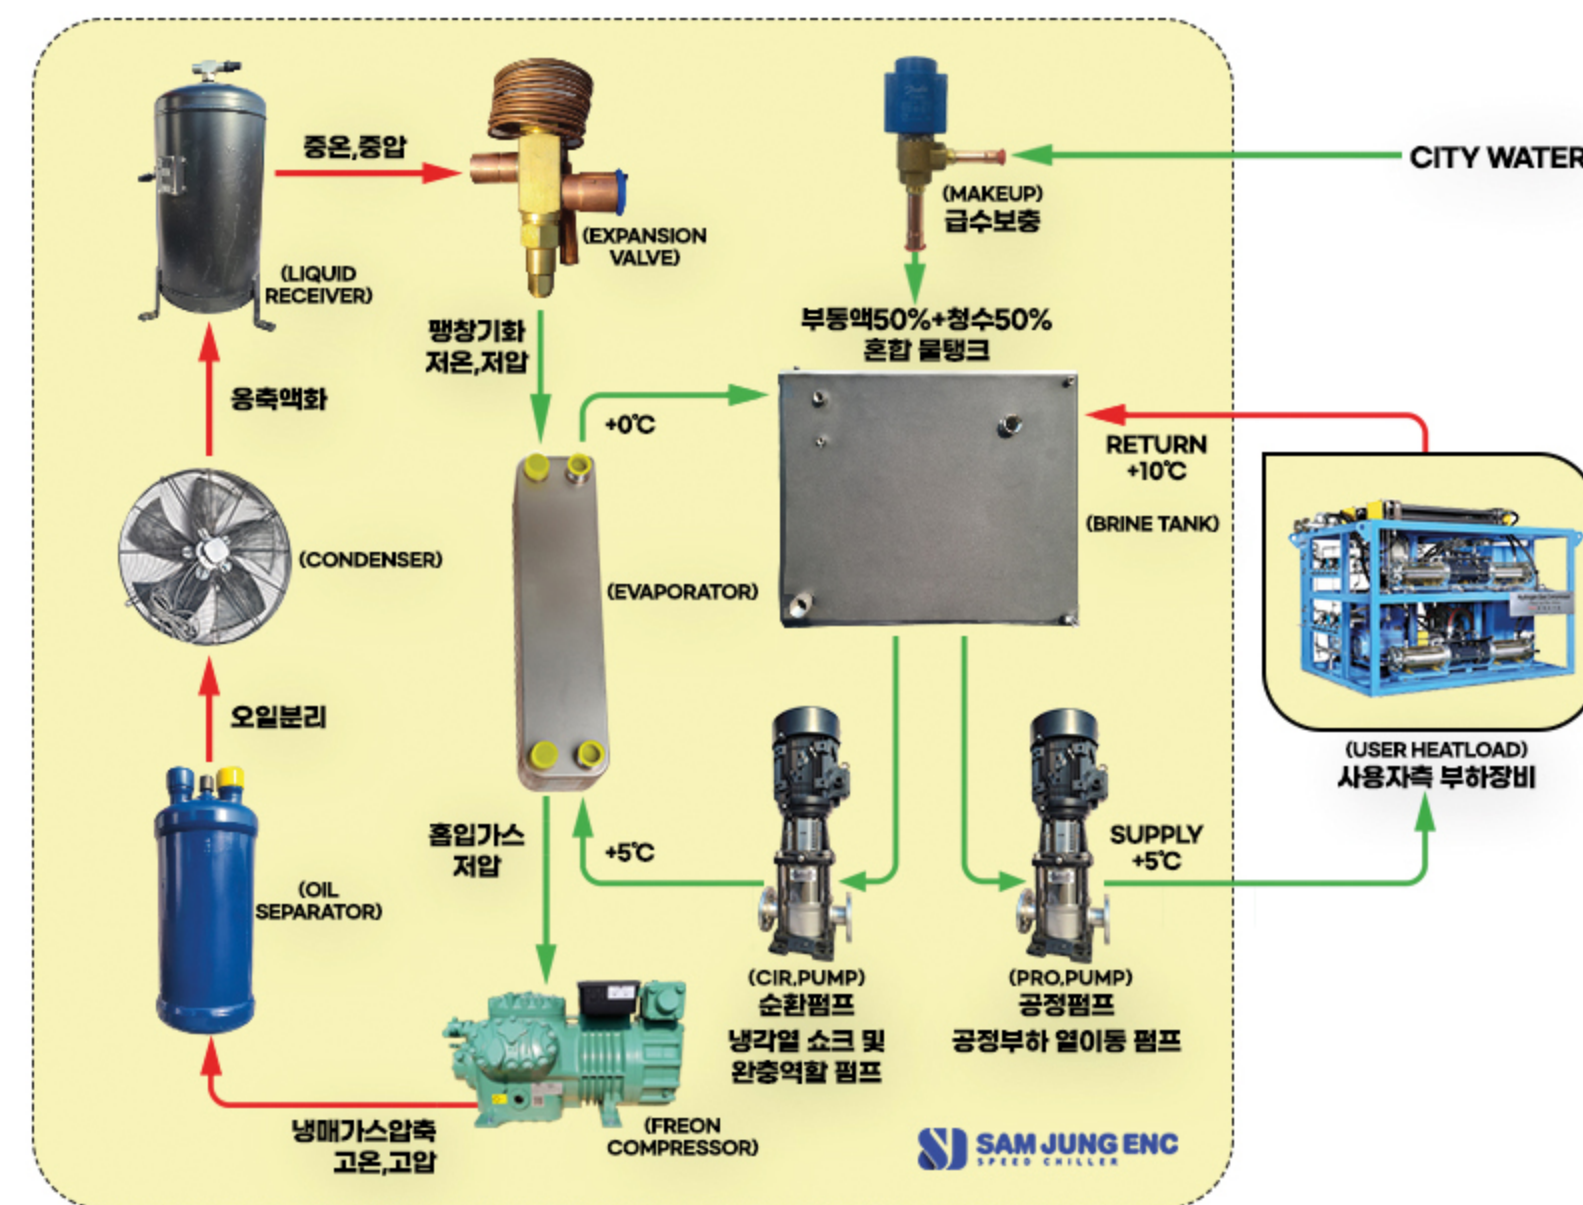 중온,중압
(LIQUID
RECEIVER)
(EXPANSION
VALVE)
CITY WATER
(MAKEUP)
급수보충
팽창기화
저온,저압
부동액50%+청수50%
혼합 물탱크
응축액화
+0℃
RETURN
+10℃
(BRINE TANK)
(CONDENSER)
(EVAPORATOR)
오일분리
(USER HEATLOAD)
사용자측 부하장비
흡입가스
저압
+5℃
SUPPLY
+5℃
(OIL
SEPARATOR)
(CIR.PUMP)
순환펌프
냉각열 쇼크 및
완충역할 펌프
(PRO.PUMP)
공정펌프
공정부하 열이동 펌프
냉매가스압축
고온,고압
(FREON
COMPRESSOR)
SAM JUNG ENC
SPEED CHILLER